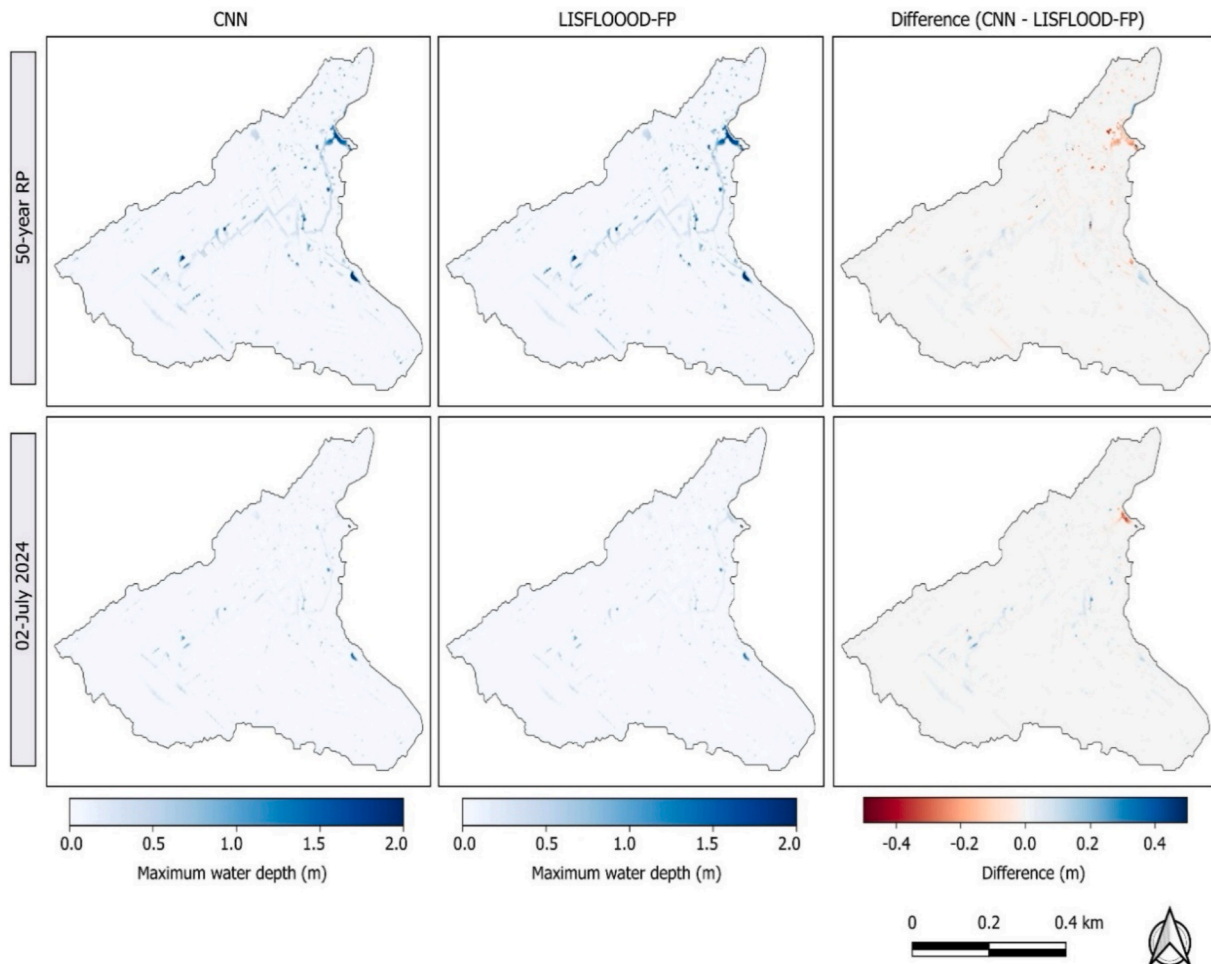 CNN
LISFLOOOD-FP
Difference (CNN - LISFLOOD-FP)
50-year RP
02-July 2024
0.0 0.5 1.0 1.5 2.0
Maximum water depth (m)
0.0 0.5 1.0 1.5 2.0
Maximum water depth (m)
-0.4 -0.2 0.0 0.2 0.4
Difference (m)
0 0.2 0.4 km